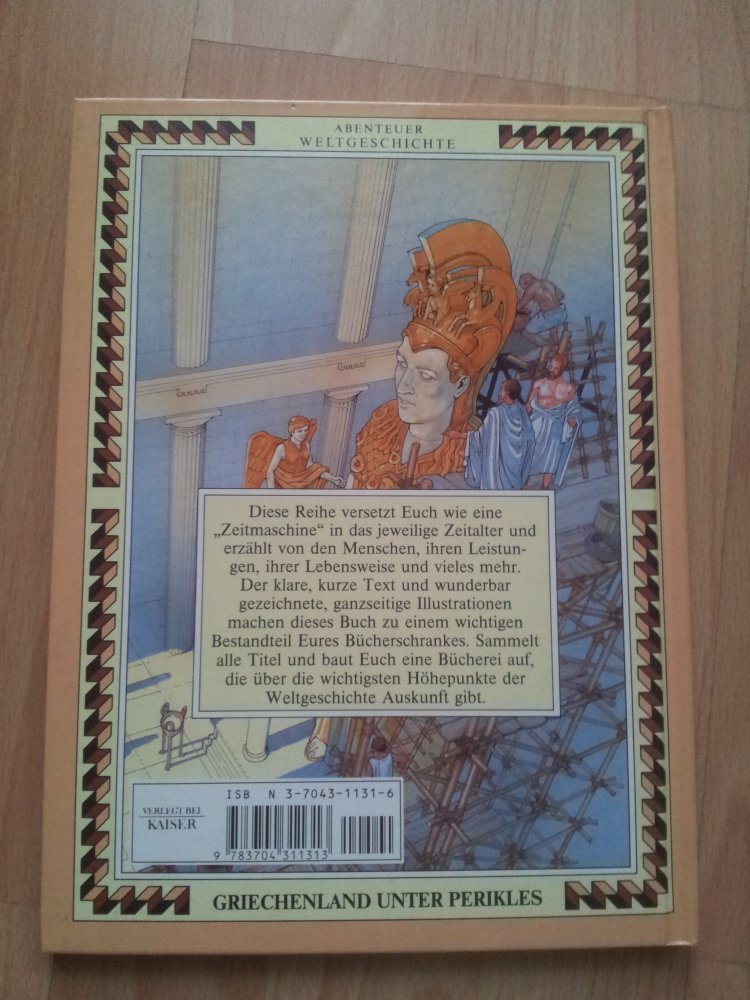 ABENTEUER
WELTGESCHICHTE
Diese Reihe versetzt Euch wie eine
„Zeitmaschine“ in das jeweilige Zeitalter und
erzählt von den Menschen, ihren Leistun-
gen, ihrer Lebensweise und vieles mehr.
Der klare, kurze Text und wunderbar
gezeichnete, ganzseitige Illustrationen
machen dieses Buch zu einem wichtigen
Bestandteil Eures Bücherschrankes. Sammelt
alle Titel und baut Euch eine Bücherei auf,
die über die wichtigsten Höhepunkte der
Weltgeschichte Auskunft gibt.
ISB N 3-7043-1131-6
VERLEGT BEI
KAISER
9 783704 311313
GRIECHENLAND UNTER PERIKLES